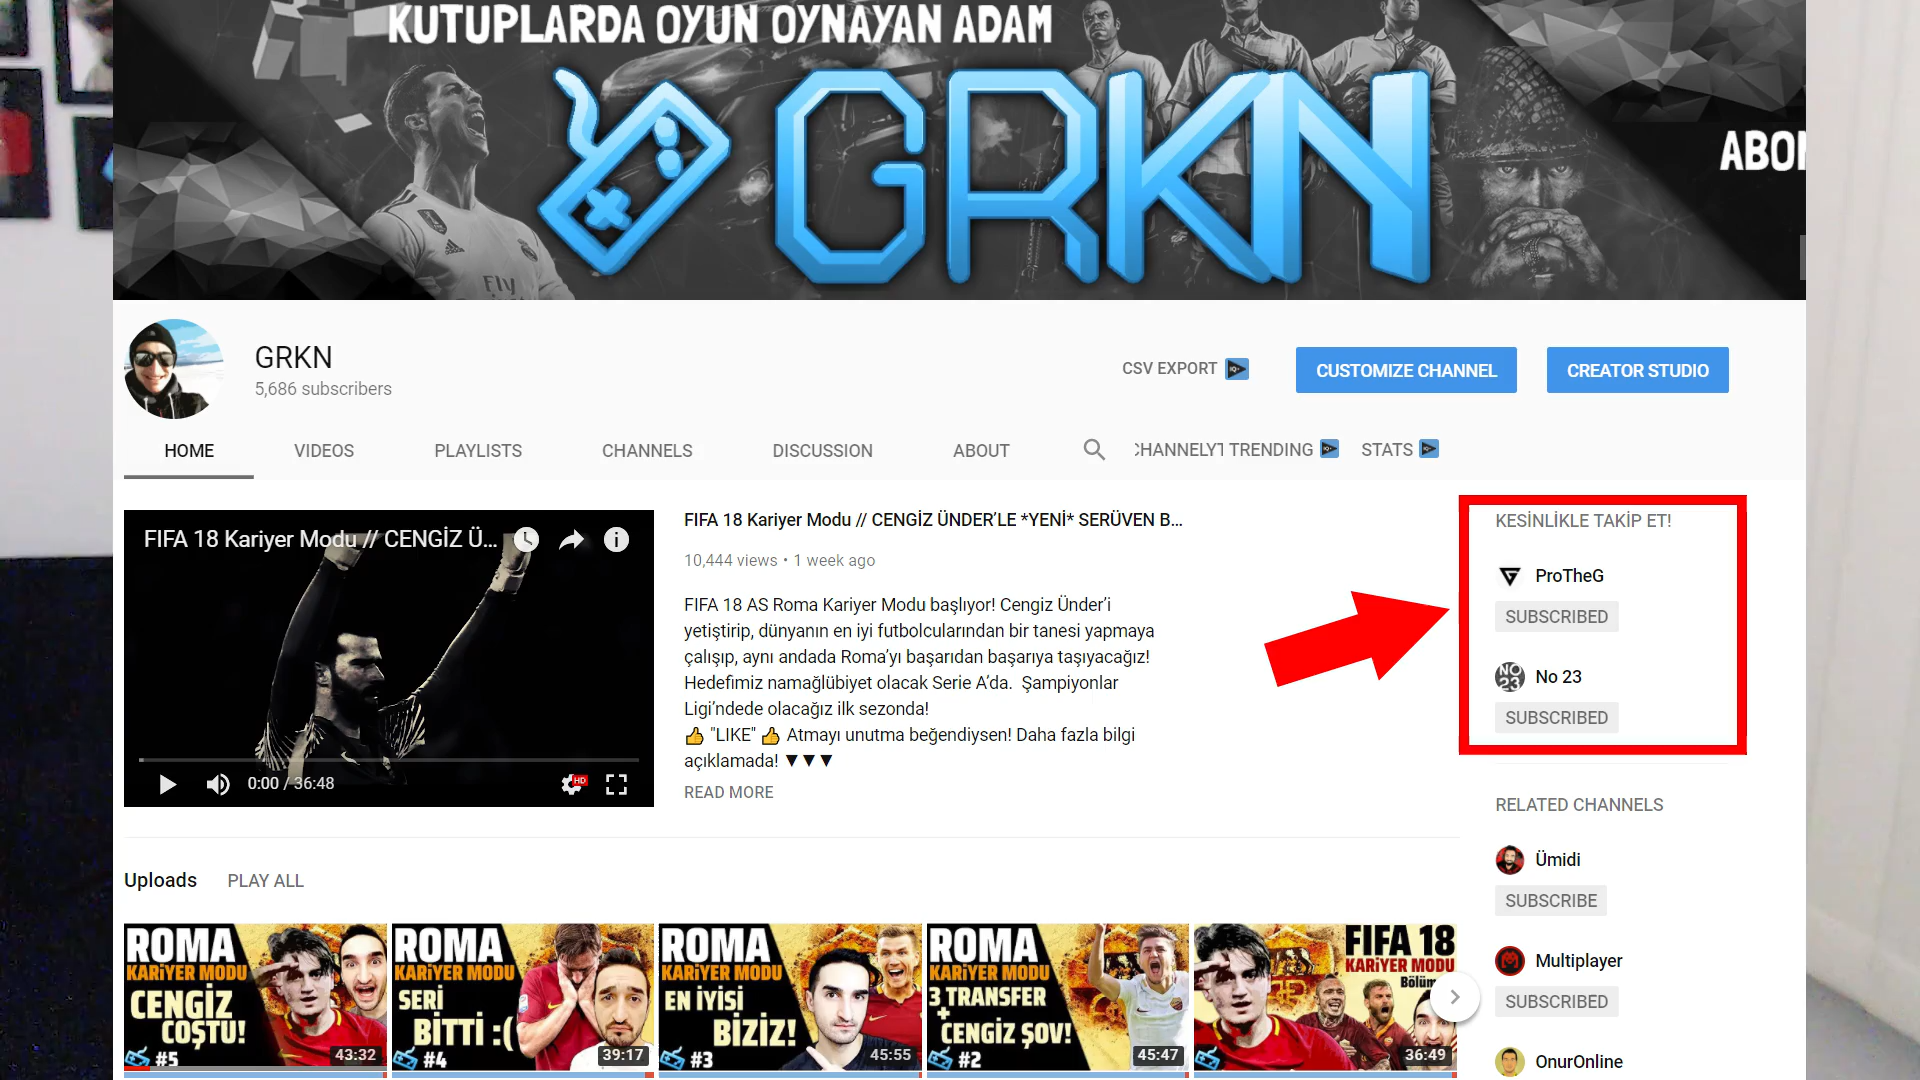 KUTUPLARDA OYUN OYNAYAN ADAM
GRKN
ABO
Fly
GRKN
5,686 subscribers
CSV EXPORT
CUSTOMIZE CHANNEL
CREATOR STUDIO
HOME
VIDEOS
PLAYLISTS
CHANNELS
DISCUSSION
ABOUT
CHANNELYT TRENDING
STATS
FIFA 18 Kariyer Modu // CENGİZ Ü...
0:00 / 36:48
HD
FIFA 18 Kariyer Modu // CENGİZ ÜNDER’LE *YENİ* SERÜVEN B...
10,444 views • 1 week ago
FIFA 18 AS Roma Kariyer Modu başlıyor! Cengiz Ünder’i
yetiştirip, dünyanın en iyi futbolcularından bir tanesi yapmaya
çalışıp, aynı andada Roma’yı başarıdan başarıya taşıyacağız!
Hedefimiz namağlübiyet olacak Serie A’da.  Şampiyonlar
Ligi’ndede olacağız ilk sezonda!
👍 "LIKE" 👍 Atmayı unutma beğendiysen! Daha fazla bilgi
açıklamada! ▼▼▼
READ MORE
KESİNLIKLE TAKİP ET!
ProTheG
SUBSCRIBED
NO 23
No 23
SUBSCRIBED
RELATED CHANNELS
Ümidi
SUBSCRIBE
Multiplayer
SUBSCRIBED
OnurOnline
Uploads
PLAY ALL
ROMA
KARİYER MODU
CENGİZ
COŞTU!
#5
43:32
ROMA
KARİYER MODU
SERİ
BİTTİ :(
#4
39:17
ROMA
KARİYER MODU
EN İYİSİ
BİZİZ!
#3
45:55
ROMA
KARİYER MODU
3 TRANSFER
+
CENGİZ ŞOV!
#2
45:47
FIFA 18
KARİYER MODU
Bölüm
36:49